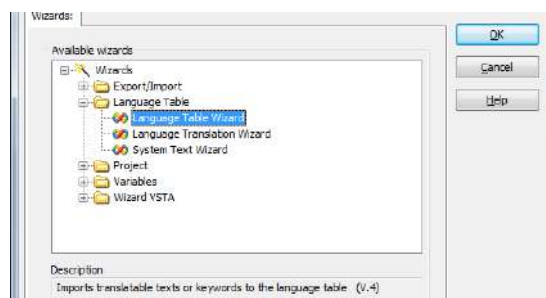 Wizards:
OK
Available wizards
Cancel
Wizards
Export/Import
Help
Language Table
Language Table Wizard
Language Translation Wizard
System Text Wizard
Project
Variables
Wizard VSTA
Description
Imports translatable texts or keywords to the language table (V.4)